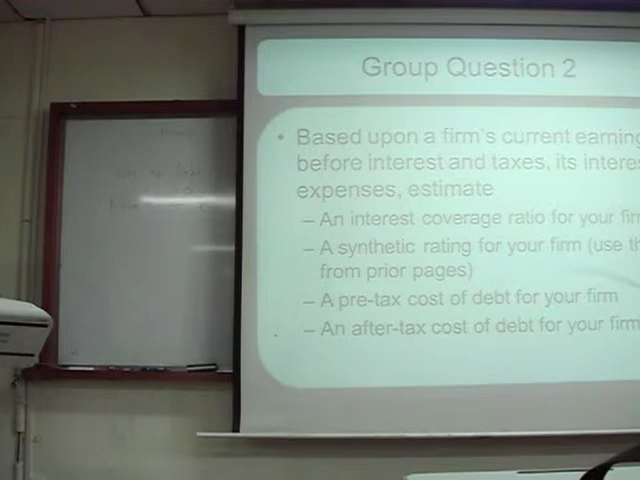 Group Question 2
• Based upon a firm's current earning
before interest and taxes, its intere
expenses, estimate
– An interest coverage ratio for your firm
– A synthetic rating for your firm (use th
from prior pages)
– A pre-tax cost of debt for your firm
– An after-tax cost of debt for your firm